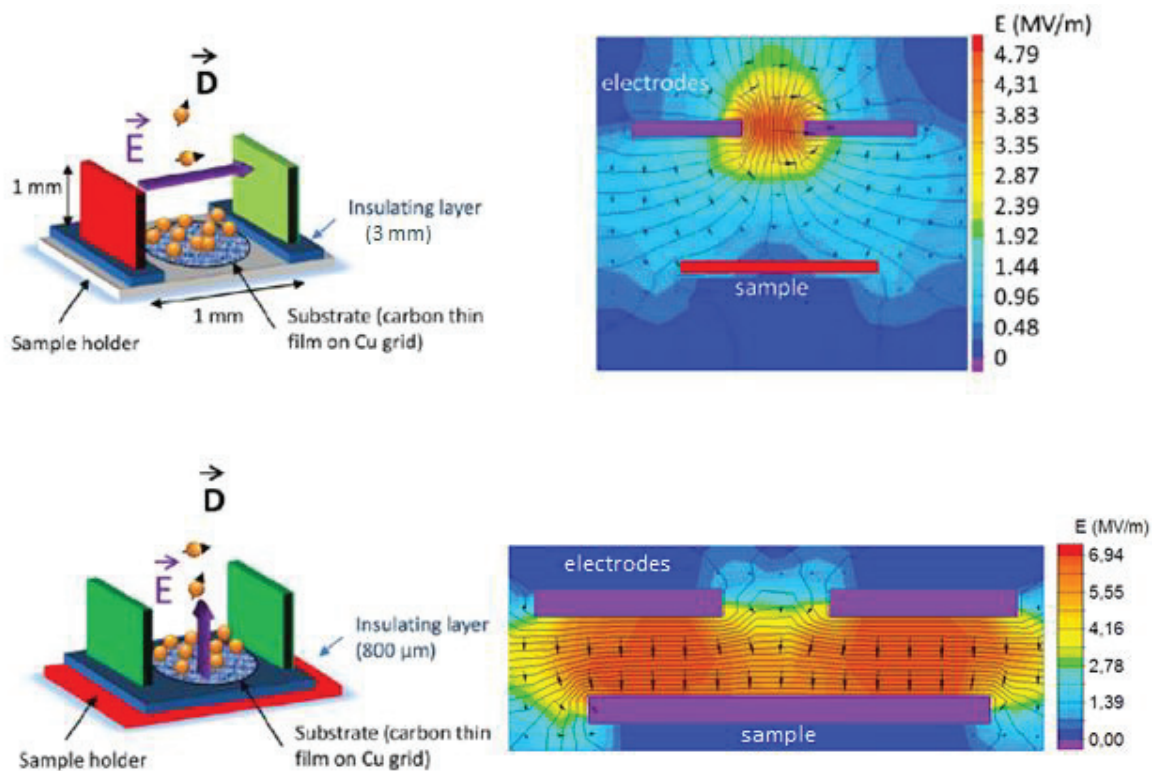 D
E
1 mm
Insulating layer
(3 mm)
1 mm
Substrate (carbon thin
film on Cu grid)
Sample holder
E (MV/m)
4.79
4,31
3.83
3.35
2.87
2.39
1.92
1.44
0.96
0.48
0
electrodes
sample
D
E
Insulating layer
(800 µm)
Substrate (carbon thin
film on Cu grid)
Sample holder
E (MV/m)
6.94
5.55
4.16
2,78
1.39
0,00
electrodes
sample